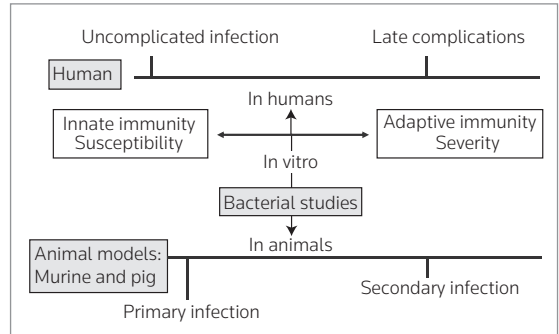 Uncomplicated infection
Late complications
Human
In humans
Innate immunity
Susceptibility
Adaptive immunity
Severity
In vitro
Bacterial studies
In animals
Animal models:
Murine and pig
Primary infection
Secondary infection